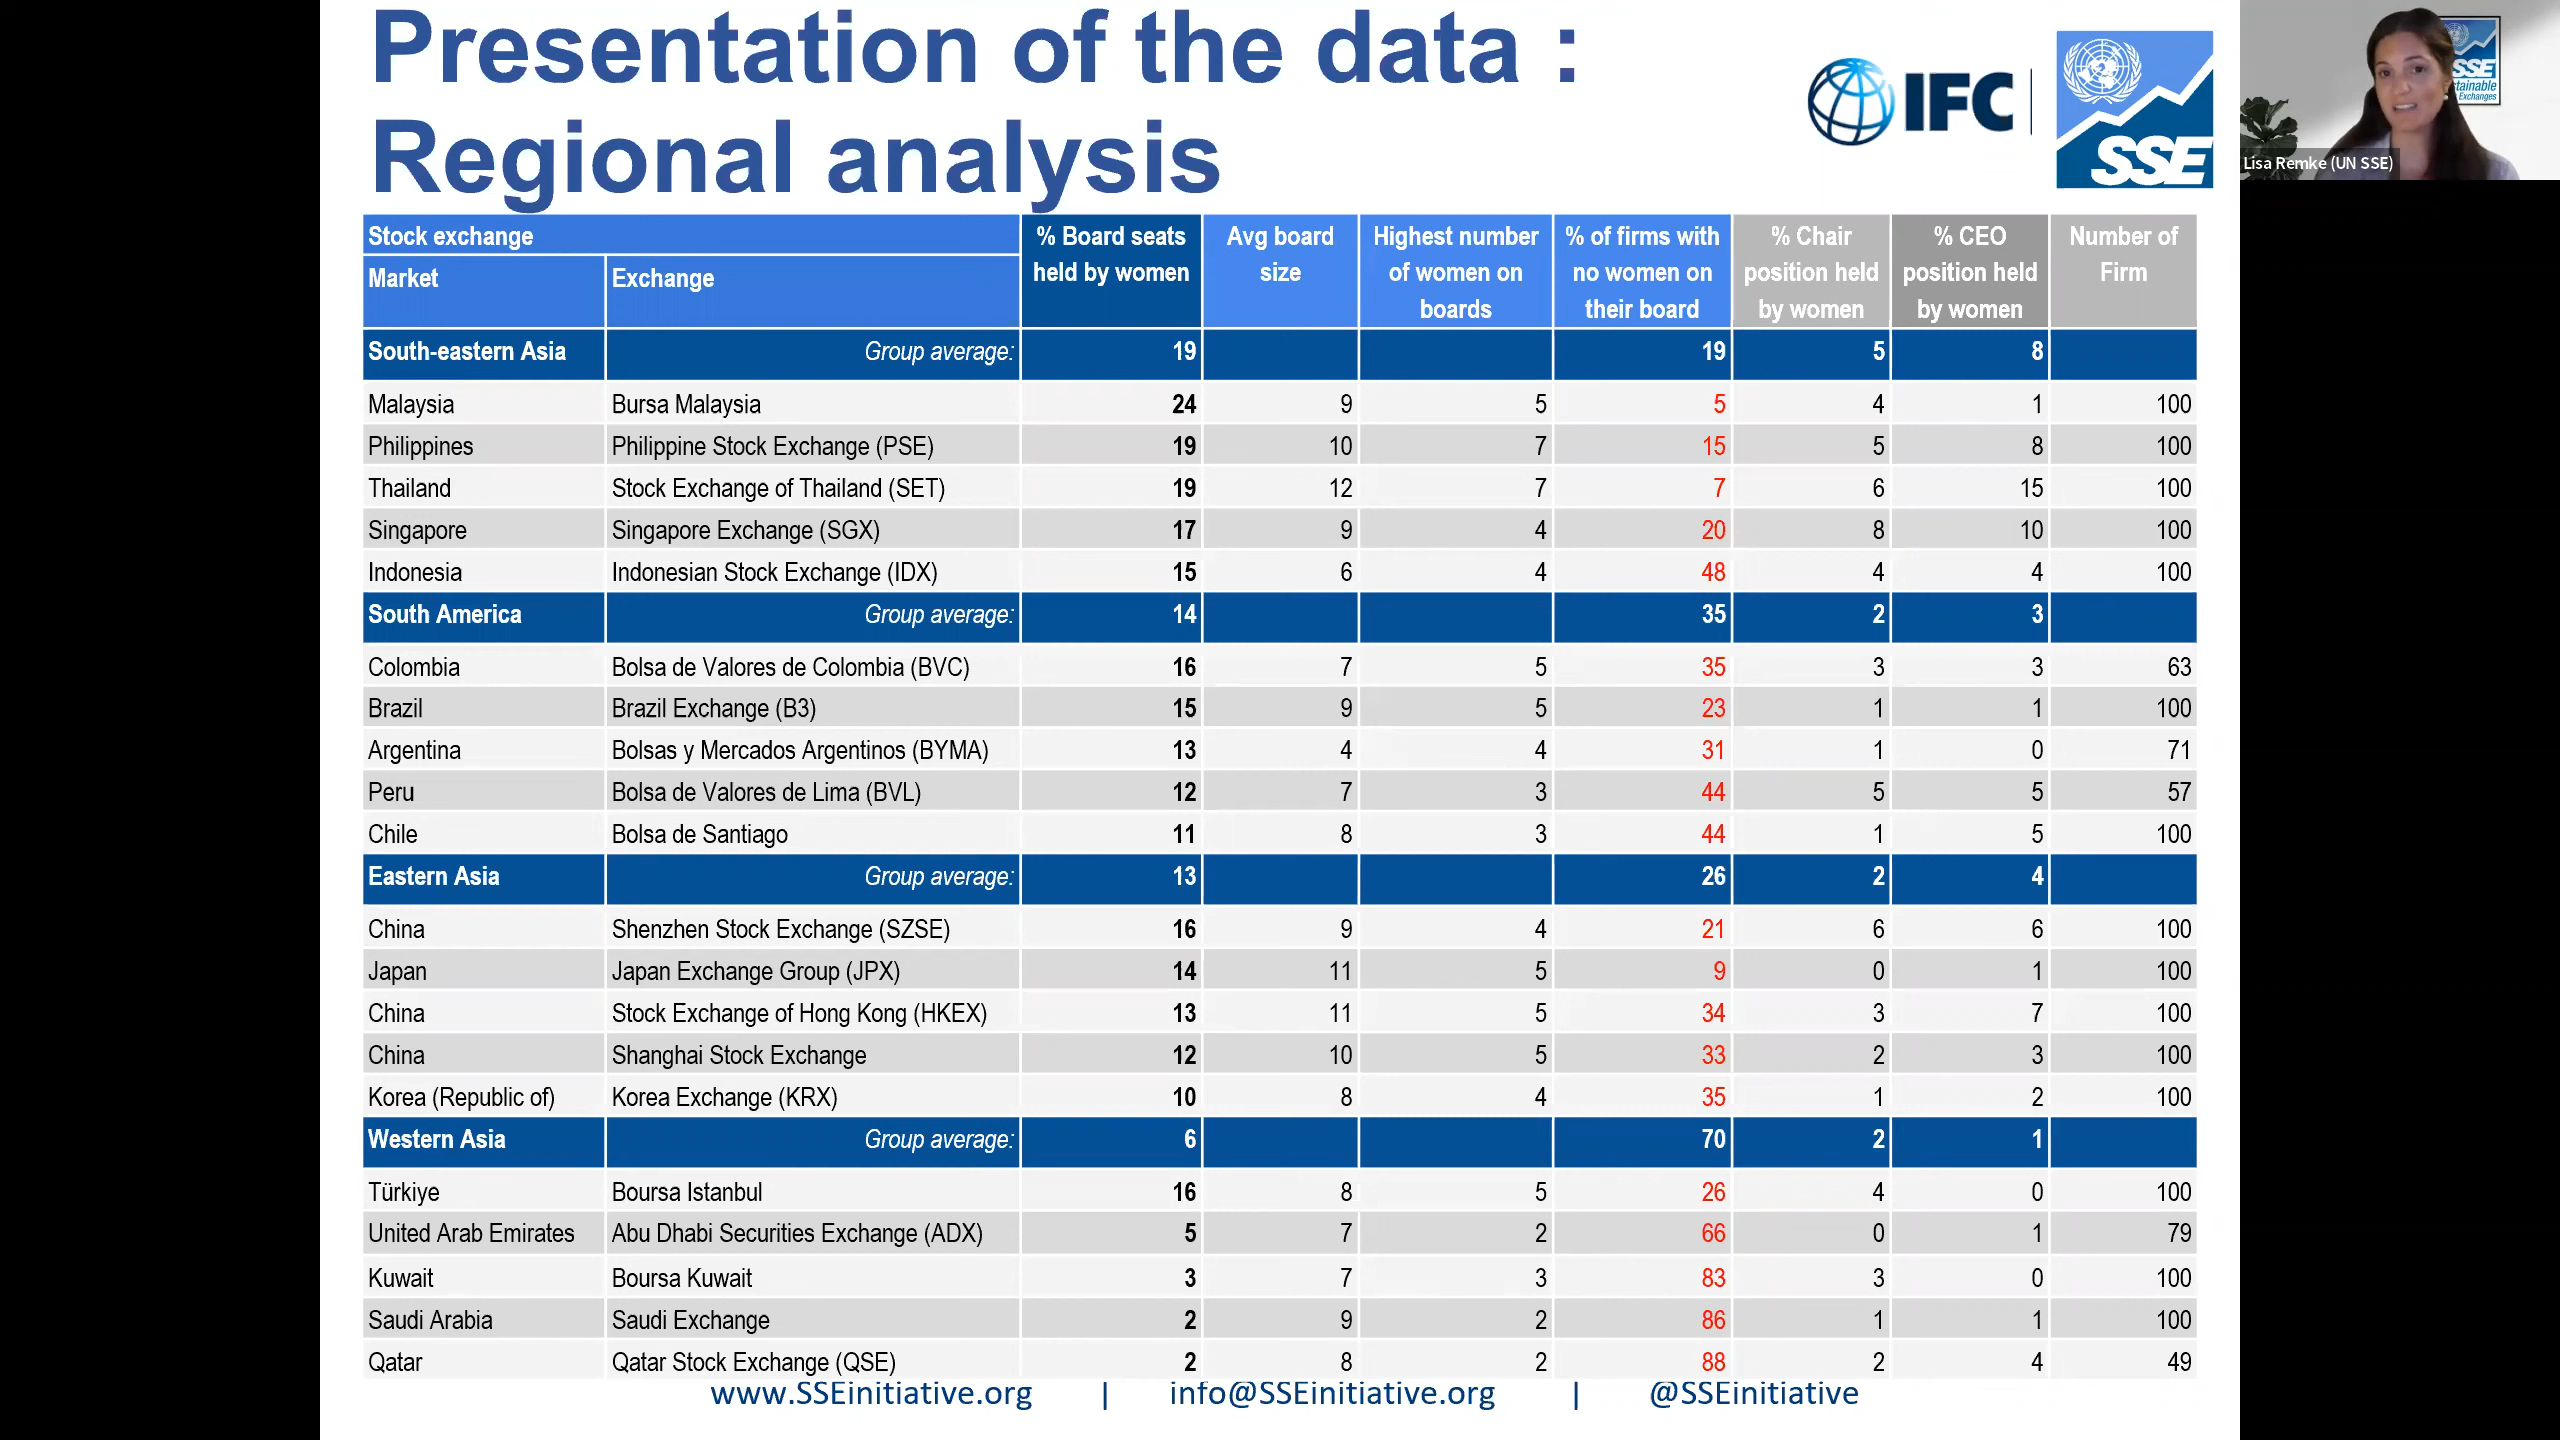 Presentation of the data :
Regional analysis
IFC
SSE
SSE
stainable
Exchanges
Lisa Remke (UN SSE)
Stock exchange
Market Exchange
% Board seats held by women
Avg board size
Highest number of women on boards
% of firms with no women on their board
% Chair position held by women
% CEO position held by women
Number of Firm
South-eastern Asia Group average: 19 19 5 8
Malaysia Bursa Malaysia 24 9 5 5 4 1 100
Philippines Philippine Stock Exchange (PSE) 19 10 7 15 5 8 100
Thailand Stock Exchange of Thailand (SET) 19 12 7 7 6 15 100
Singapore Singapore Exchange (SGX) 17 9 4 20 8 10 100
Indonesia Indonesian Stock Exchange (IDX) 15 6 4 48 4 4 100
South America Group average: 14 35 2 3
Colombia Bolsa de Valores de Colombia (BVC) 16 7 5 35 3 3 63
Brazil Brazil Exchange (B3) 15 9 5 23 1 1 100
Argentina Bolsas y Mercados Argentinos (BYMA) 13 4 4 31 1 0 71
Peru Bolsa de Valores de Lima (BVL) 12 7 3 44 5 5 57
Chile Bolsa de Santiago 11 8 3 44 1 5 100
Eastern Asia Group average: 13 26 2 4
China Shenzhen Stock Exchange (SZSE) 16 9 4 21 6 6 100
Japan Japan Exchange Group (JPX) 14 11 5 9 0 1 100
China Stock Exchange of Hong Kong (HKEX) 13 11 5 34 3 7 100
China Shanghai Stock Exchange 12 10 5 33 2 3 100
Korea (Republic of) Korea Exchange (KRX) 10 8 4 35 1 2 100
Western Asia Group average: 6 70 2 1
Türkiye Boursa Istanbul 16 8 5 26 4 0 100
United Arab Emirates Abu Dhabi Securities Exchange (ADX) 5 7 2 66 0 1 79
Kuwait Boursa Kuwait 3 7 3 83 3 0 100
Saudi Arabia Saudi Exchange 2 9 2 86 1 1 100
Qatar Qatar Stock Exchange (QSE) 2 8 2 88 2 4 49
www.SSEinitiative.org | info@SSEinitiative.org | @SSEinitiative